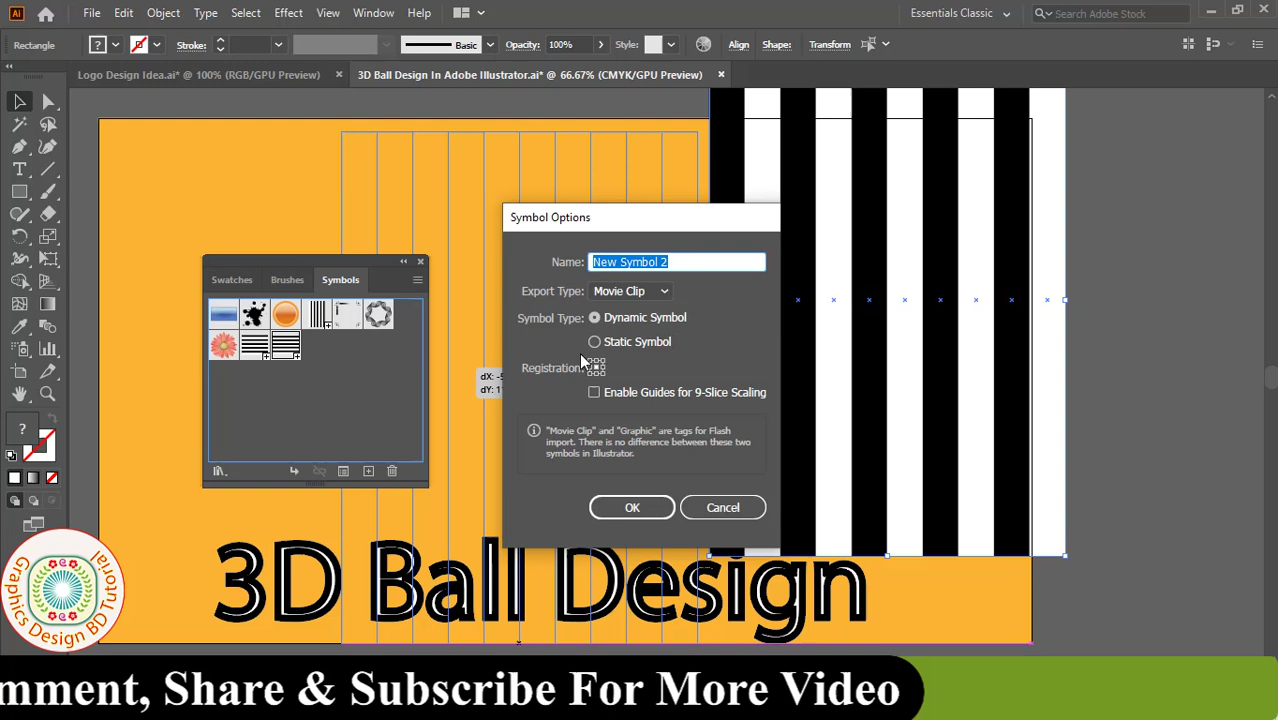 File Edit Object Type Select Effect View Window Help
Essentials Classic
Search Adobe Stock
Rectangle
?
Stroke:
Basic
Opacity: 100%
Style:
Align
Shape:
Transform
Logo Design Idea.ai* @ 100% (RGB/GPU Preview)
3D Ball Design In Adobe Illustrator.ai* @ 66.67% (CMYK/GPU Preview)
Symbol Options
Name: New Symbol 2
Export Type: Movie Clip
Symbol Type: Dynamic Symbol
Static Symbol
Registration:
Enable Guides for 9-Slice Scaling
"Movie Clip" and "Graphic" are tags for Flash
import. There is no difference between these two
symbols in Illustrator.
OK Cancel
Swatches Brushes Symbols
dX:
dY:
?
3D Ball Design
Graphics Design BD Tutorial
mment, Share & Subscribe For More Video